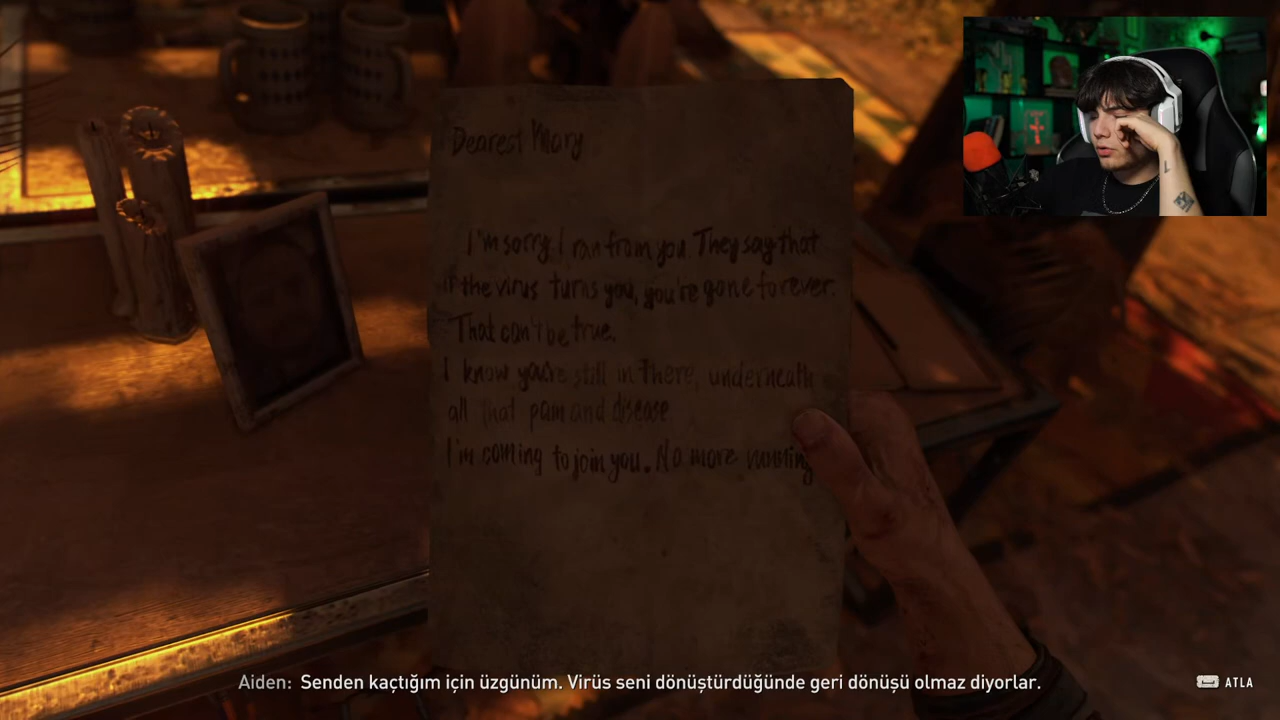 Dearest Mary
I'm sorry I ran from you. They say that
if the virus turns you, you're gone forever.
That can't be true.
I know you're still in there, underneath
all that pain and disease
I'm coming to join you. No more running
Aiden: Senden kaçtığım için üzgünüm. Virüs seni dönüştürdüğünde geri dönüşü olmaz diyorlar.
ATLA